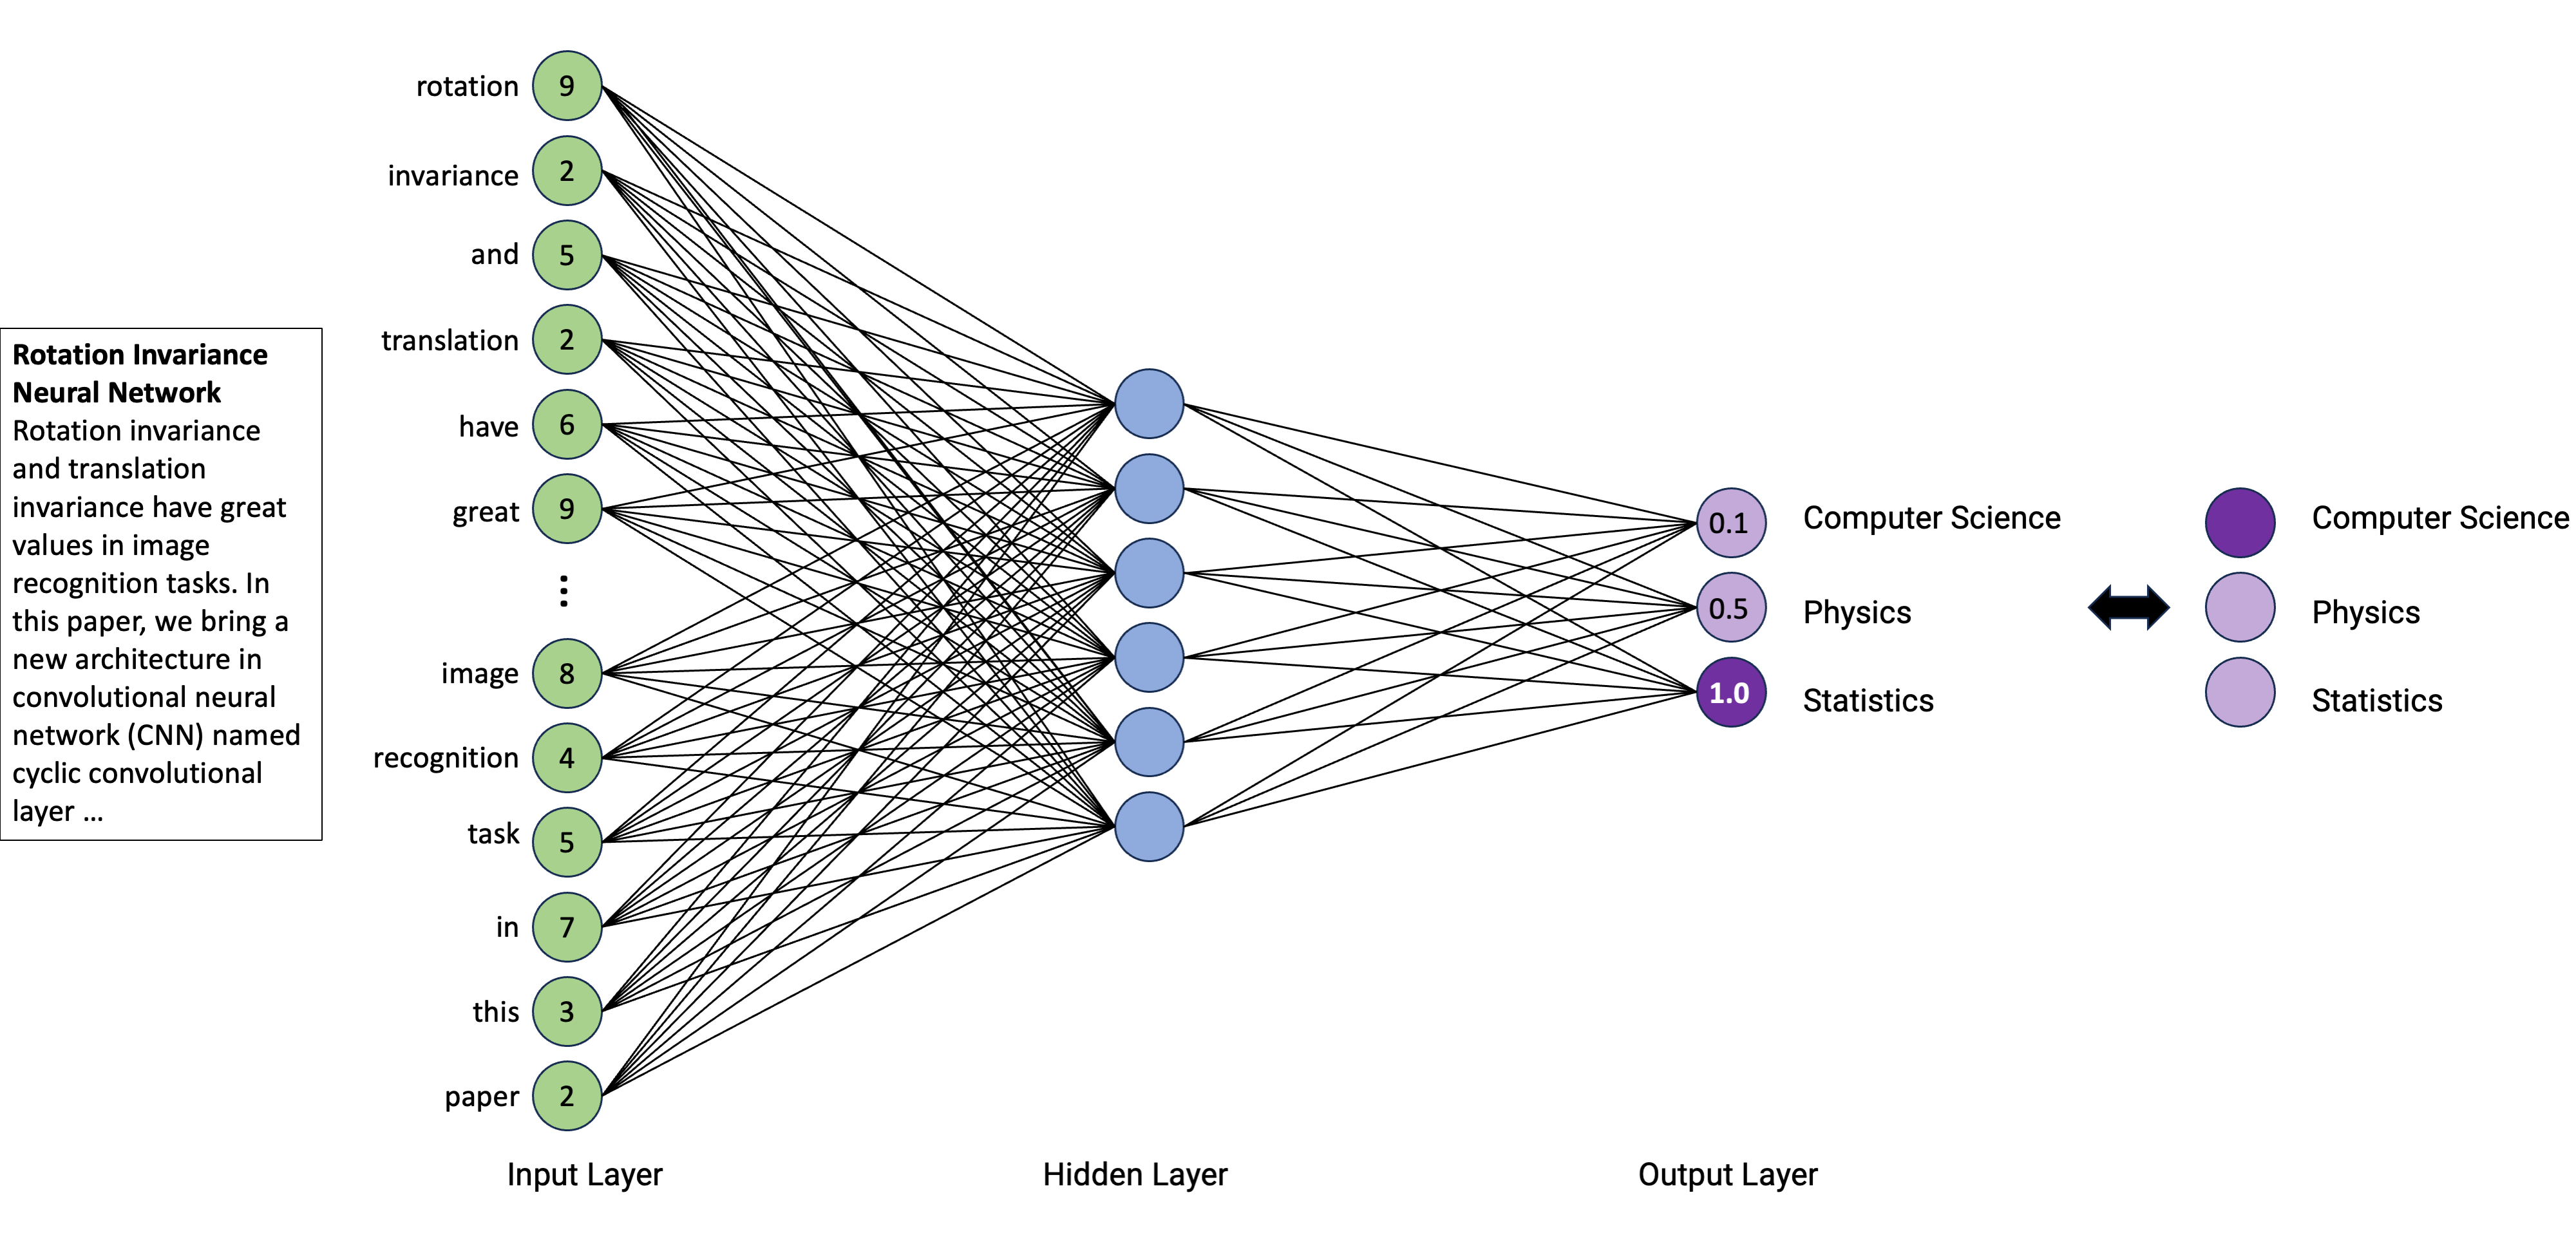 Rotation Invariance
Neural Network
Rotation invariance
and translation
invariance have great
values in image
recognition tasks. In
this paper, we bring a
new architecture in
convolutional neural
network (CNN) named
cyclic convolutional
layer ...
rotation 9
invariance 2
and 5
translation 2
have 6
great 9
⋮
image 8
recognition 4
task 5
in 7
this 3
paper 2
0.1 Computer Science
0.5 Physics
1.0 Statistics
Computer Science
Physics
Statistics
Input Layer
Hidden Layer
Output Layer